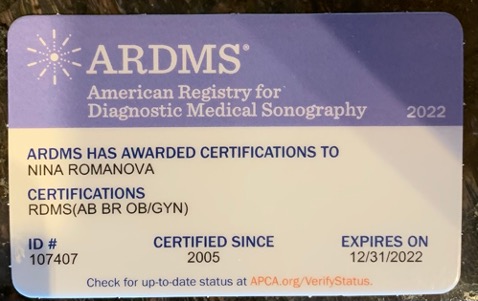 ARDMS®
American Registry for
Diagnostic Medical Sonography
2022
ARDMS HAS AWARDED CERTIFICATIONS TO
NINA ROMANOVA
CERTIFICATIONS
RDMS(AB BR OB/GYN)
ID # CERTIFIED SINCE EXPIRES ON
107407 2005 12/31/2022
Check for up-to-date status at APCA.org/VerifyStatus.